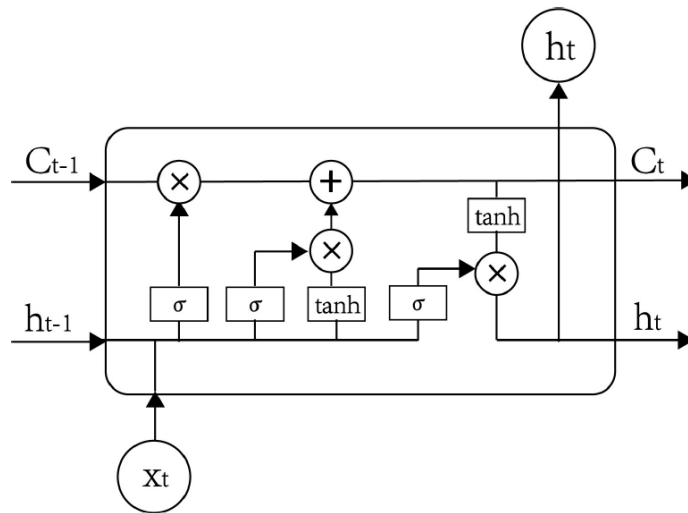 ht
Ct-1
Ct
×
+
tanh
×
×
σ
σ
tanh
σ
ht-1
ht
xt